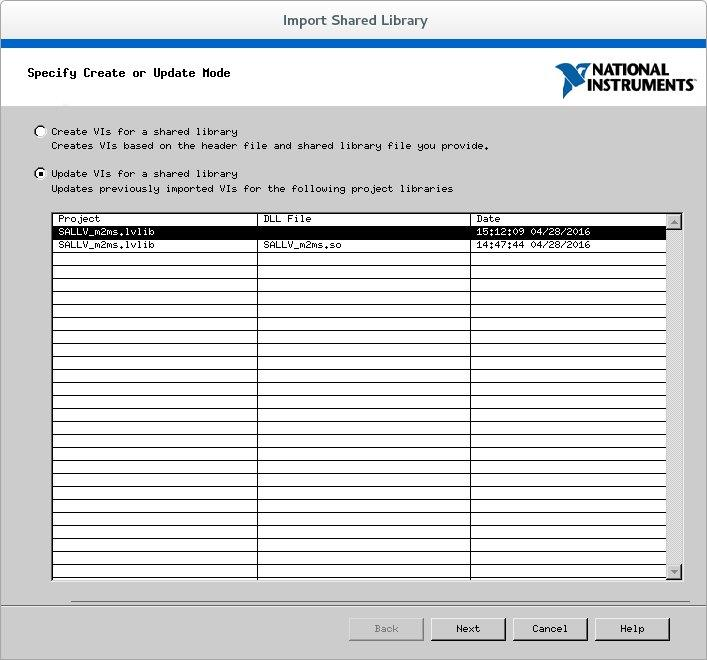 Import Shared Library
Specify Create or Update Mode
NATIONAL
INSTRUMENTS
Create VIs for a shared library
Creates VIs based on the header file and shared library file you provide.
Update VIs for a shared library
Updates previously imported VIs for the following project libraries
Project DLL File Date
SALLV_m2ms.lvlib 15:12:09 04/28/2016
SALLV_m2ms.lvlib SALLV_m2ms.so 14:47:44 04/28/2016
Back Next Cancel Help